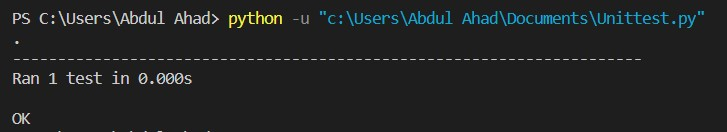 PS C:\Users\Abdul Ahad> python -u "c:\Users\Abdul Ahad\Documents\Unittest.py"
.
----------------------------------------------------------------------
Ran 1 test in 0.000s
OK